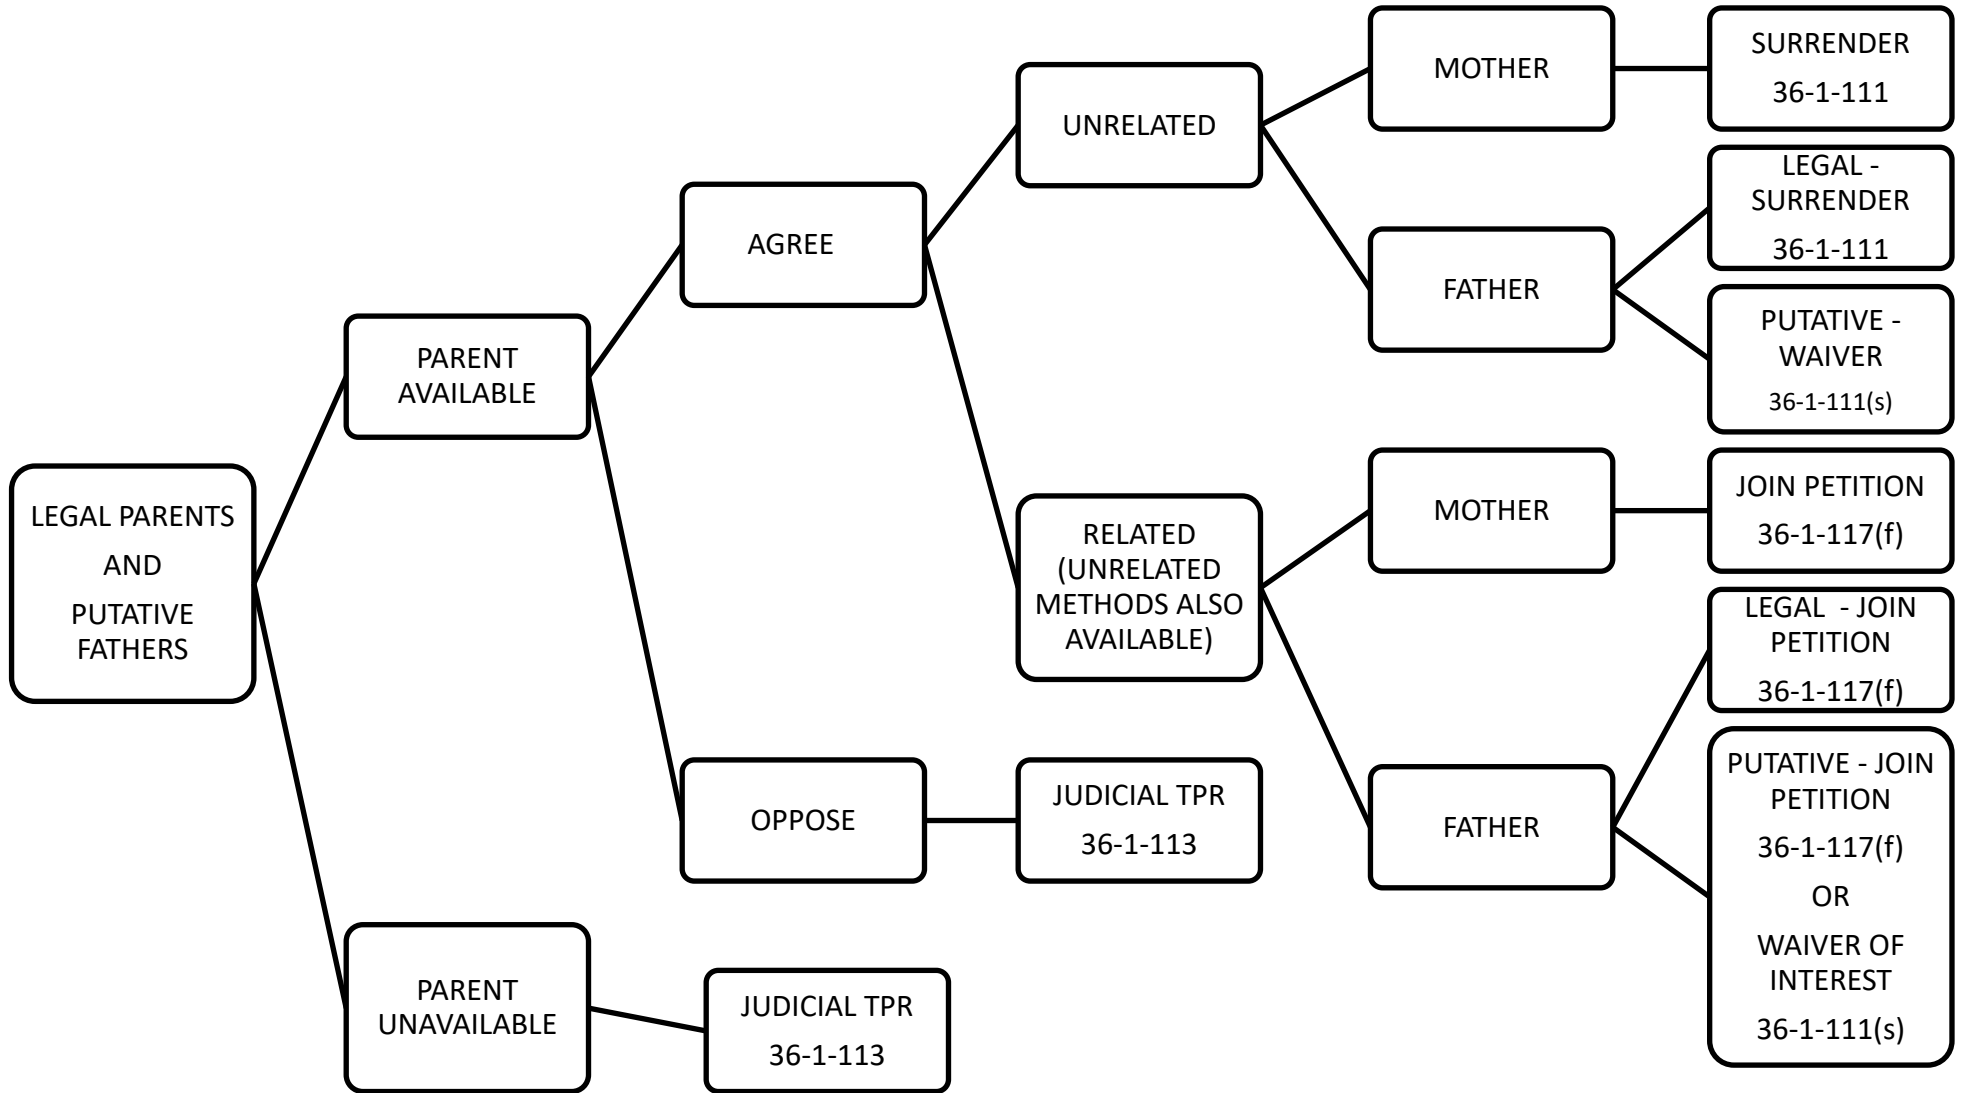 LEGAL PARENTS
AND
PUTATIVE
FATHERS
PARENT
AVAILABLE
AGREE
UNRELATED
MOTHER
SURRENDER
36-1-111
FATHER
LEGAL -
SURRENDER
36-1-111
PUTATIVE -
WAIVER
36-1-111(s)
RELATED
(UNRELATED
METHODS ALSO
AVAILABLE)
MOTHER
JOIN PETITION
36-1-117(f)
FATHER
LEGAL - JOIN
PETITION
36-1-117(f)
PUTATIVE - JOIN
PETITION
36-1-117(f)
OR
WAIVER OF
INTEREST
36-1-111(s)
OPPOSE
JUDICIAL TPR
36-1-113
PARENT
UNAVAILABLE
JUDICIAL TPR
36-1-113